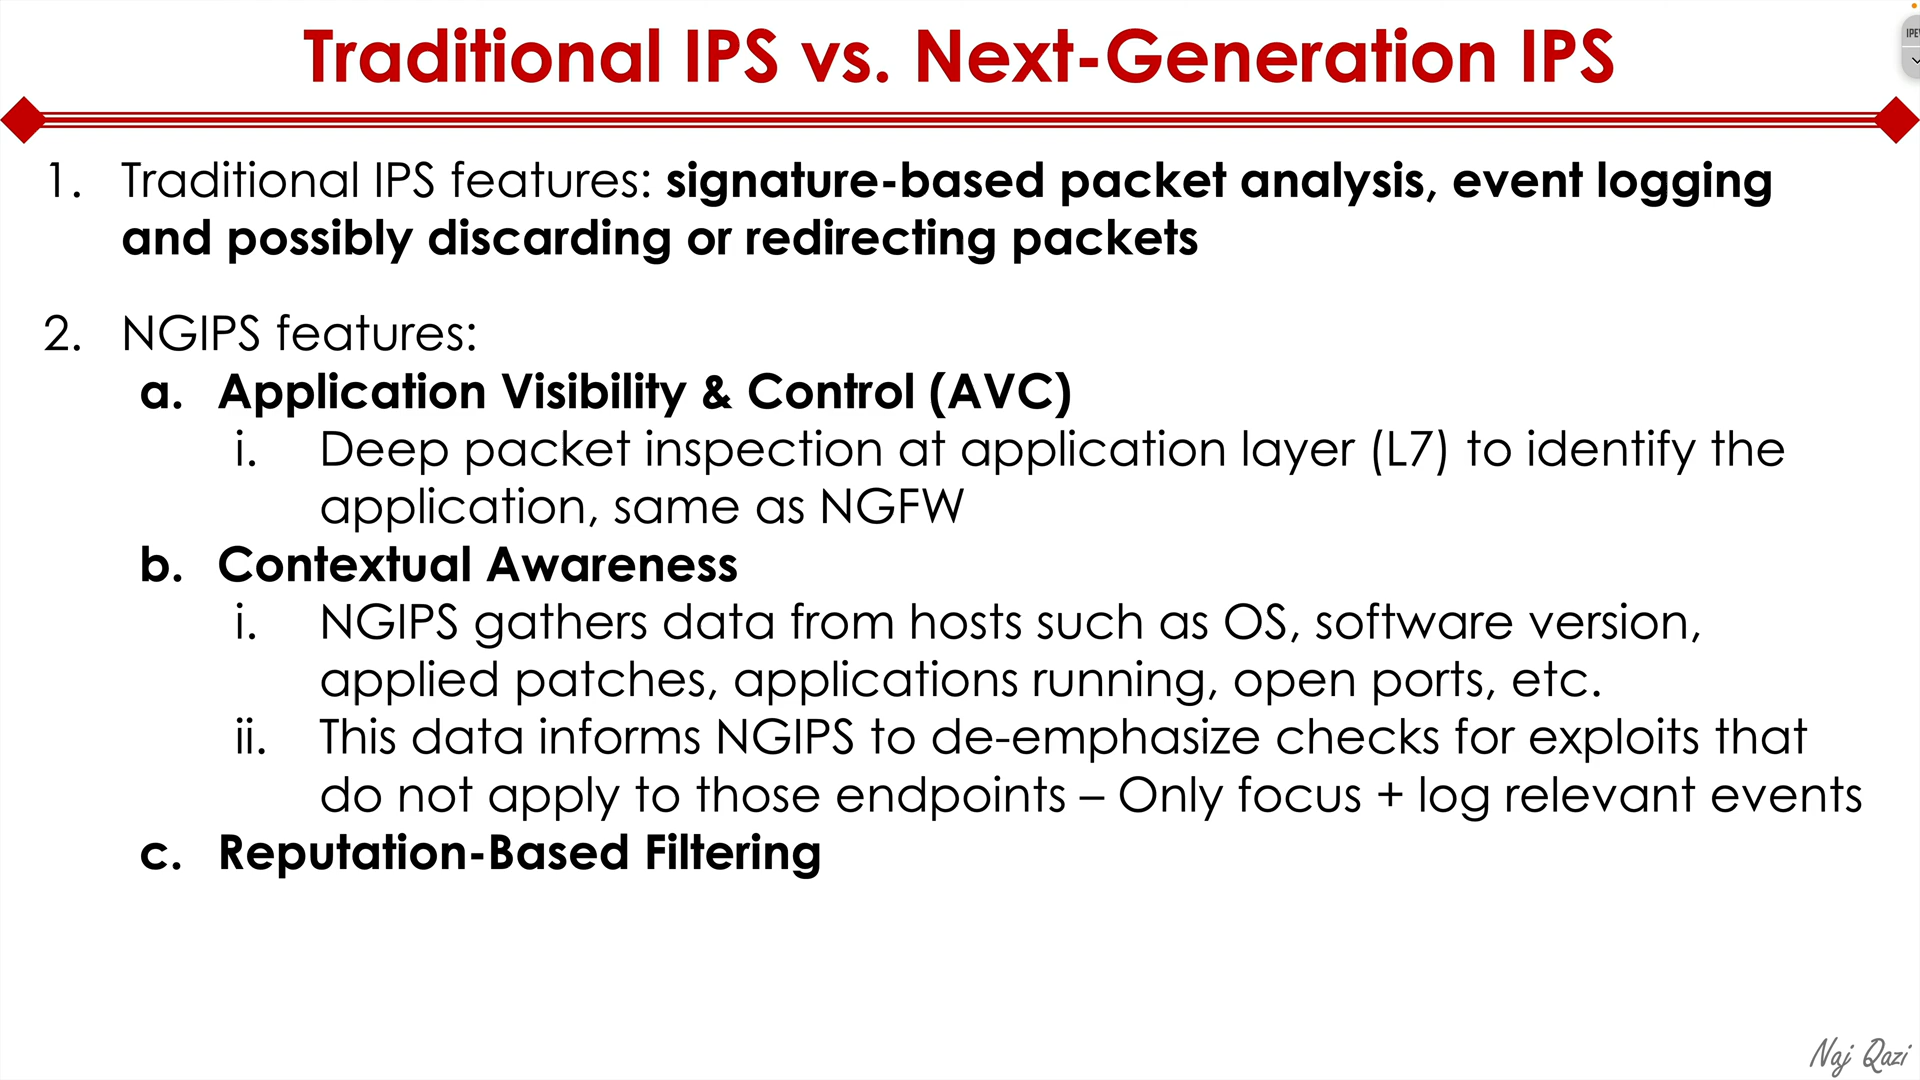 Traditional IPS vs. Next-Generation IPS
1. Traditional IPS features: signature-based packet analysis, event logging
and possibly discarding or redirecting packets
2. NGIPS features:
a. Application Visibility & Control (AVC)
i. Deep packet inspection at application layer (L7) to identify the
application, same as NGFW
b. Contextual Awareness
i. NGIPS gathers data from hosts such as OS, software version,
applied patches, applications running, open ports, etc.
ii. This data informs NGIPS to de-emphasize checks for exploits that
do not apply to those endpoints – Only focus + log relevant events
c. Reputation-Based Filtering
Naj Qazi